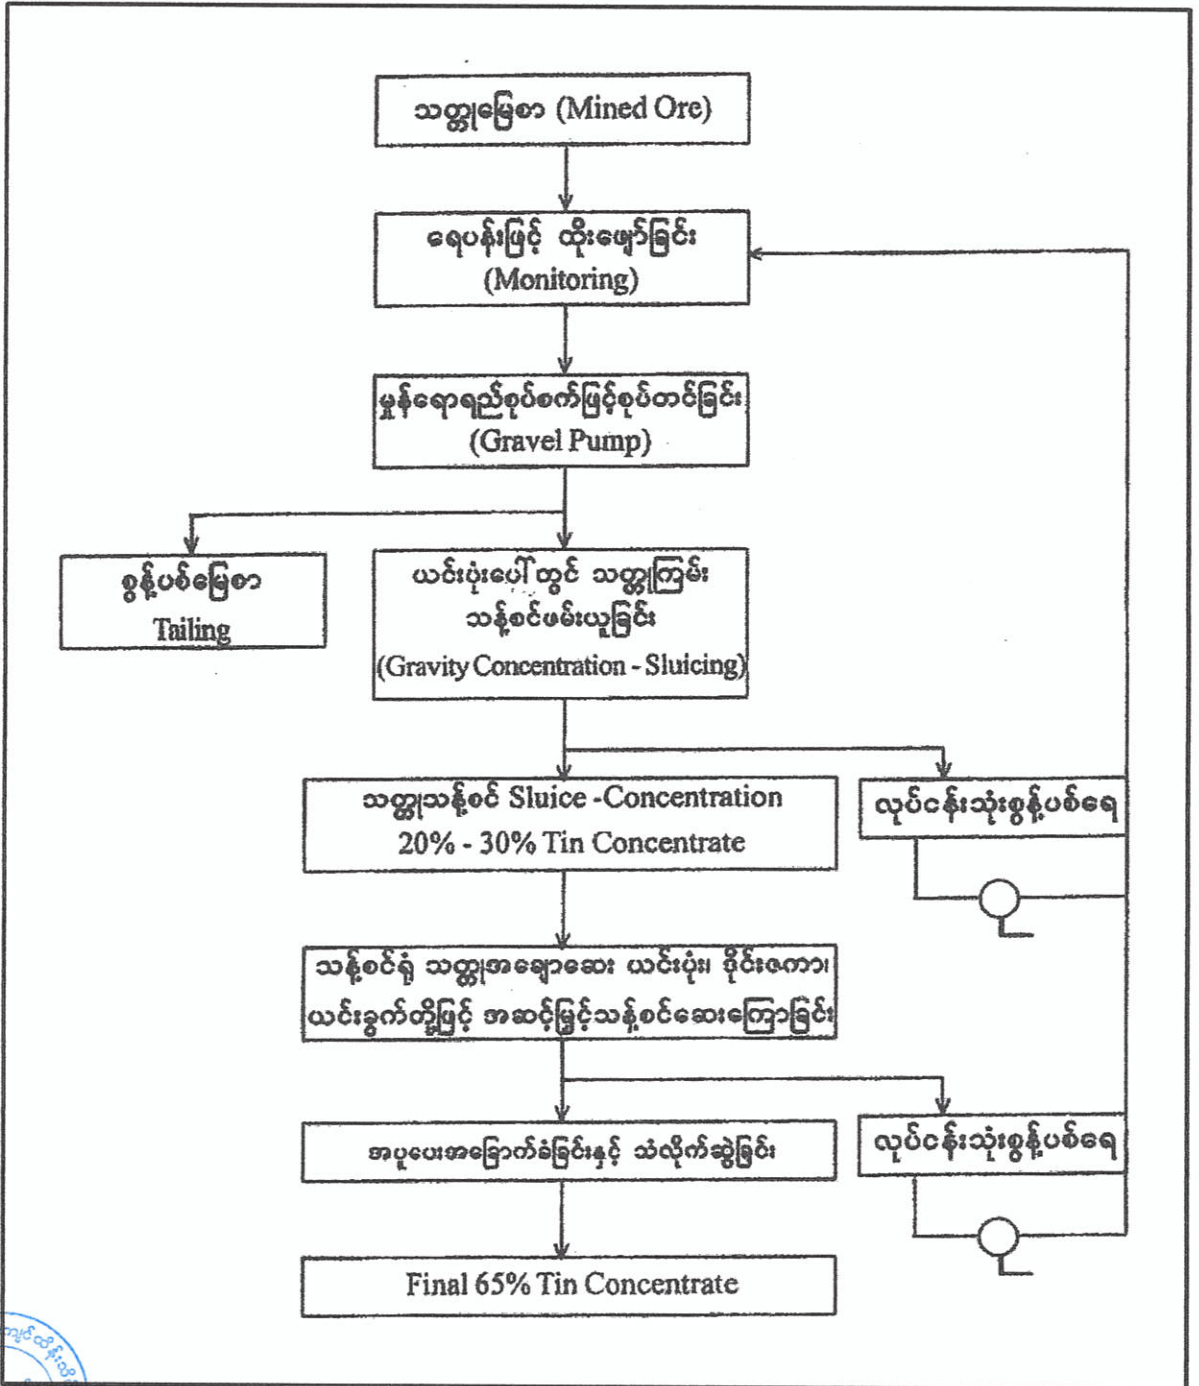 သတ္တုမြေစာ (Mined Ore)
ရေပန်းဖြင့် ထိုးဖျော်ခြင်း
(Monitoring)
မှုန်ရောရည်စုပ်စက်ဖြင့်စုပ်တင်ခြင်း
(Gravel Pump)
စွန့်ပစ်မြေစာ
Tailing
ယင်းပုံးပေါ်တွင် သတ္တုကြမ်း
သန့်စင်ဖမ်းယူခြင်း
(Gravity Concentration - Sluicing)
သတ္တုသန့်စင် Sluice -Concentration
20% - 30% Tin Concentrate
လုပ်ငန်းသုံးစွန့်ပစ်ရေ
သန့်စင်ရုံ သတ္တုအချောဆေး ယင်းပုံး၊ ဒိုင်းဇကာ၊
ယင်းခွက်တို့ဖြင့် အဆင့်မြှင့်သန့်စင်ဆေးကြောခြင်း
အပူပေးအခြောက်ခံခြင်းနှင့် သံလိုက်ဆွဲခြင်း
လုပ်ငန်းသုံးစွန့်ပစ်ရေ
Final 65% Tin Concentrate